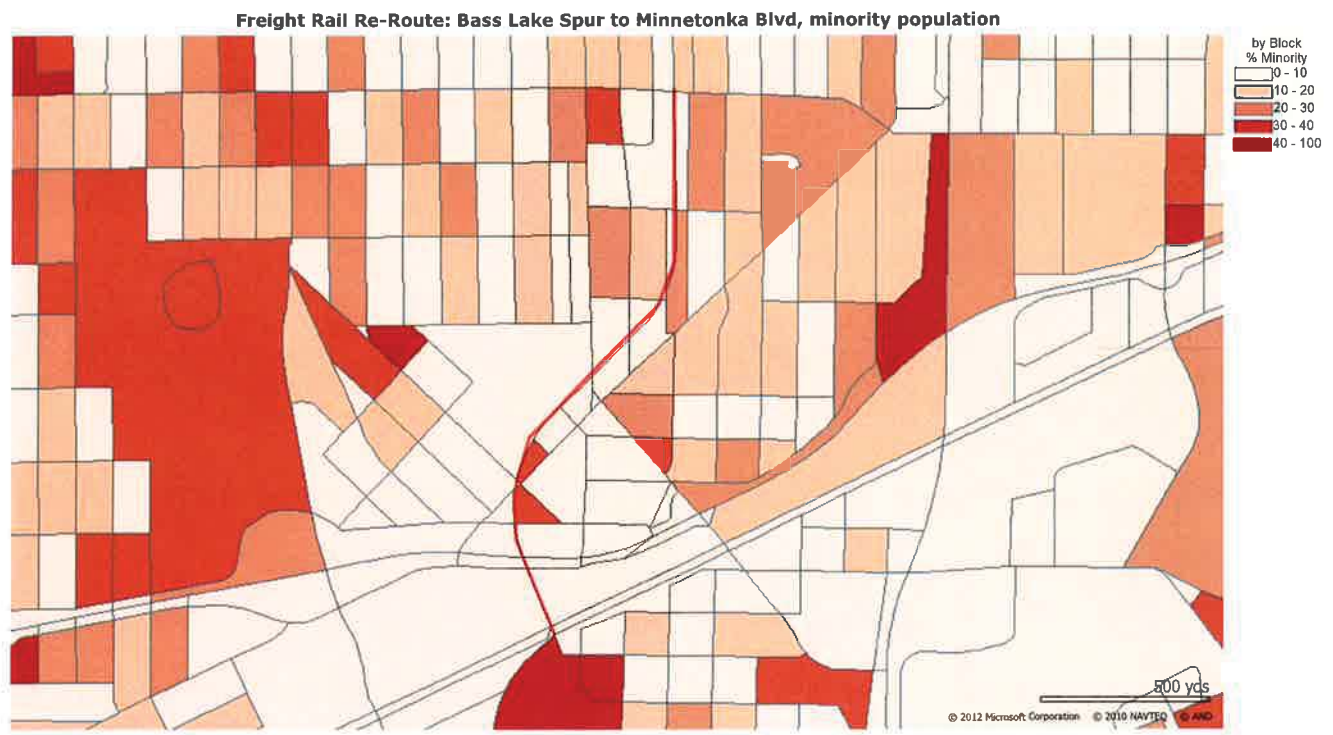 Freight Rail Re-Route: Bass Lake Spur to Minnetonka Blvd, minority population
by Block
% Minority
0 - 10
10 - 20
20 - 30
30 - 40
40 - 100
500 yds
© 2012 Microsoft Corporation © 2010 NAVTEQ © AND